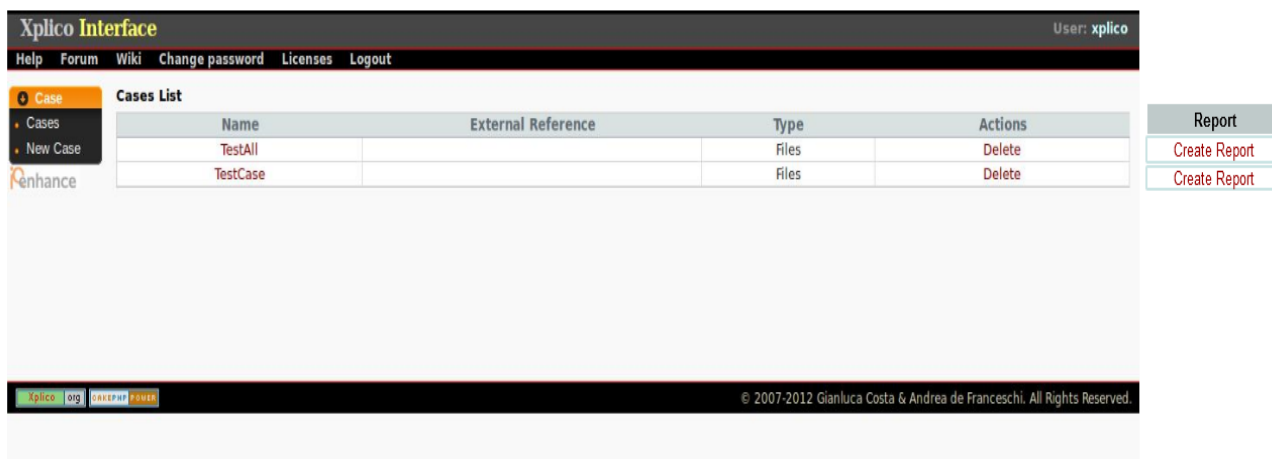 Xplico Interface User: xplico
Help Forum Wiki Change password Licenses Logout
Case
Cases
New Case
enhance
Cases List
Name External Reference Type Actions Report
TestAll Files Delete Create Report
TestCase Files Delete Create Report
Xplico org CAKEPHP POWER © 2007-2012 Gianluca Costa & Andrea de Franceschi. All Rights Reserved.